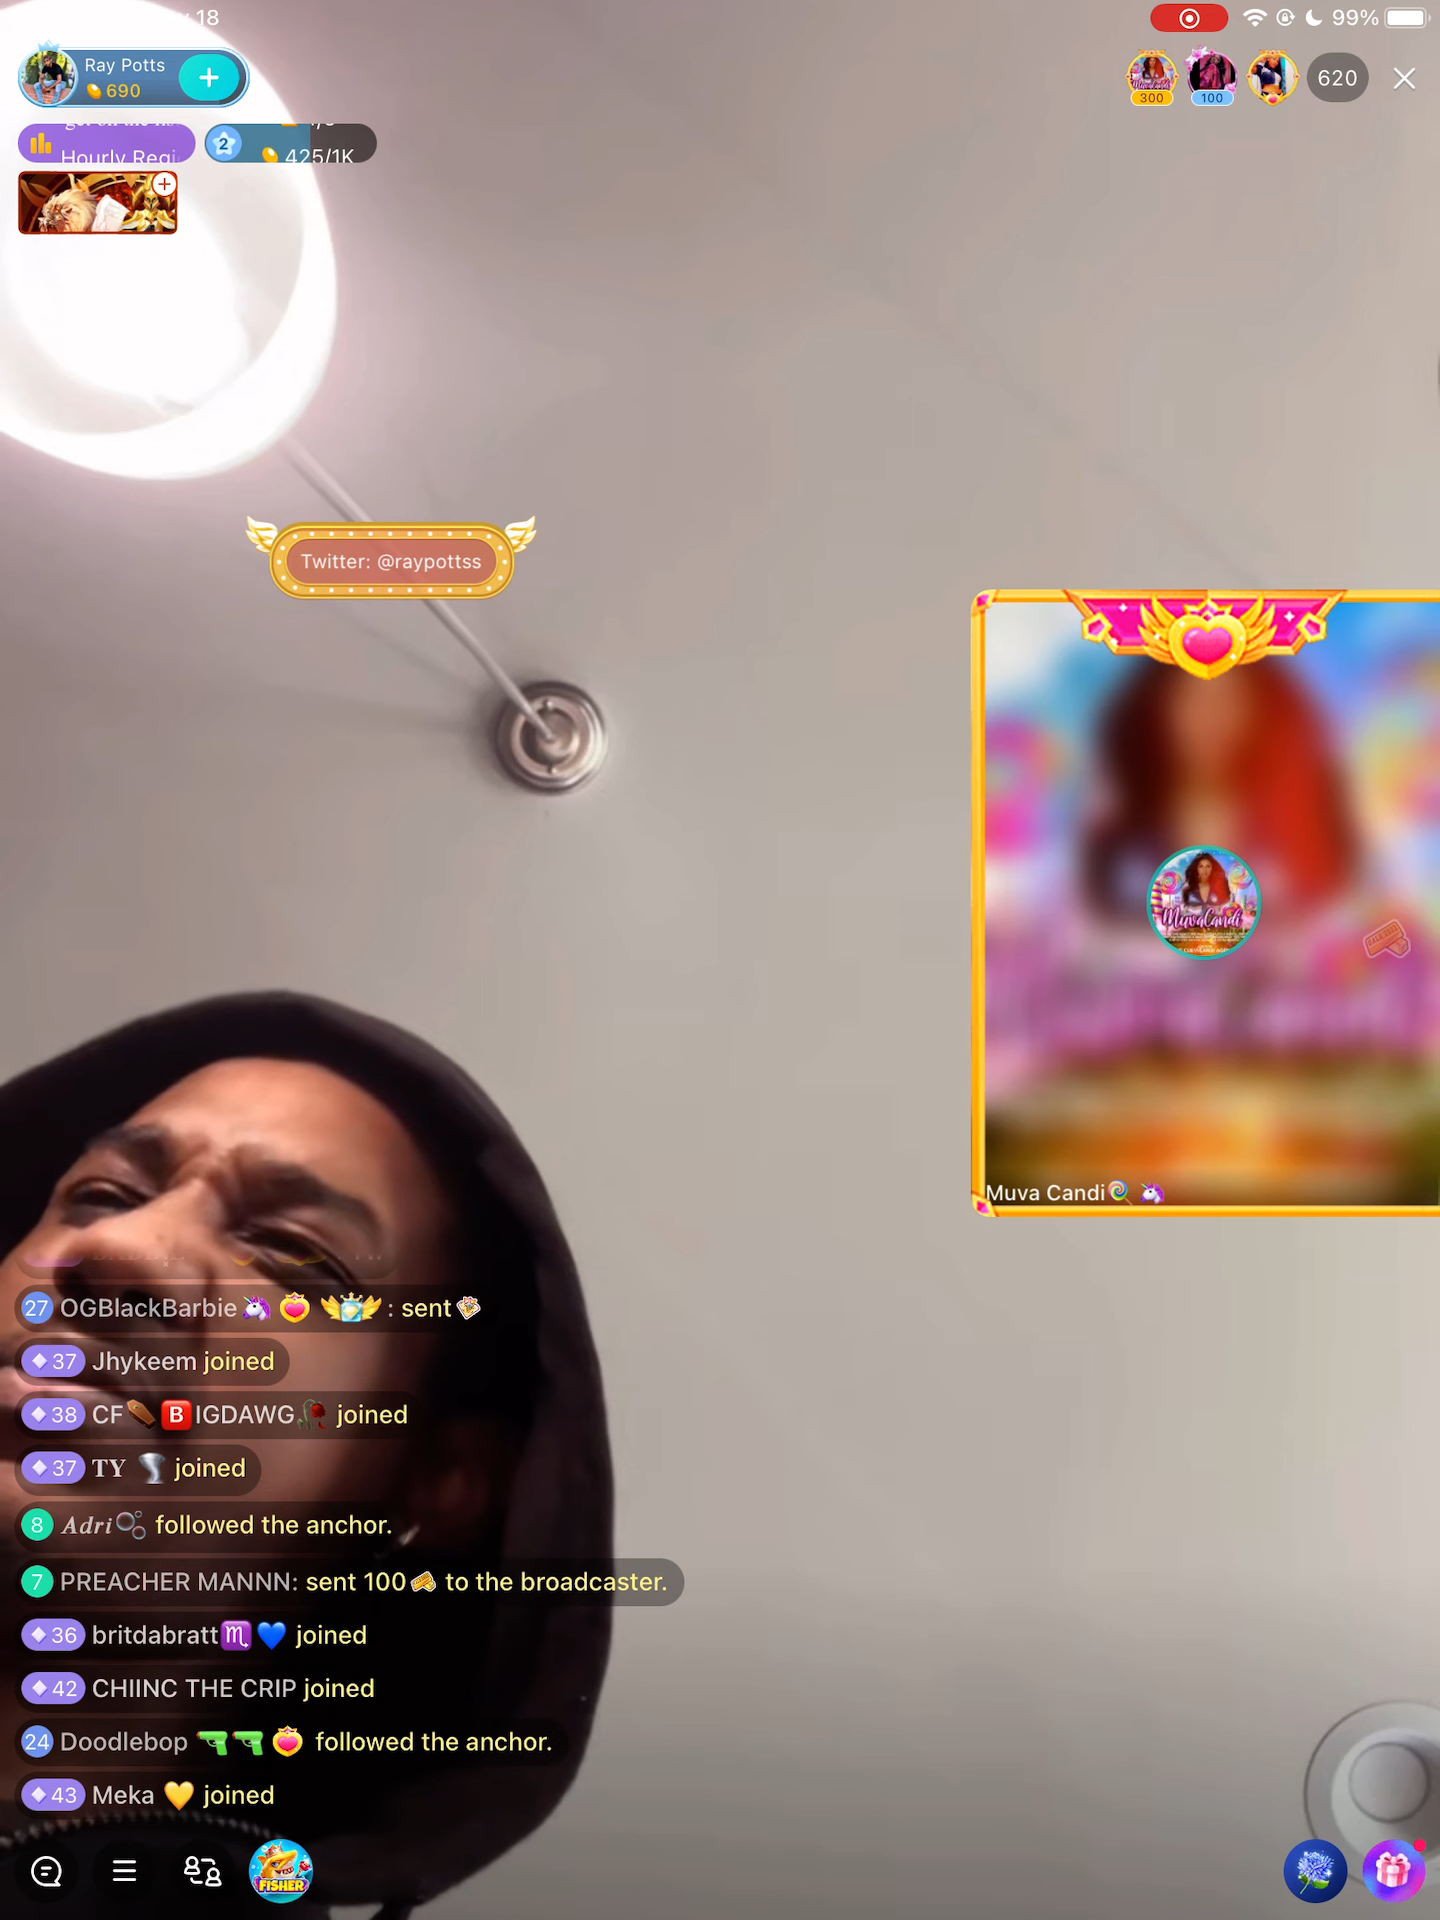 18
99%
Ray Potts
690
300
100
620
Hourly Regi
2
425/1K
Twitter: @raypottss
MuvaCandi
Muva Candi🍭 🦄
27 OGBlackBarbie🦄 : sent
37 Jhykeem joined
38 CF⚰️🅱️IGDAWG🥀 joined
37 TY 🌪️ joined
8 Adri🫧 followed the anchor.
7 PREACHER MANNN: sent 100 to the broadcaster.
36 britdabratt♏💙 joined
42 CHIINC THE CRIP joined
24 Doodlebop 🔫🔫 followed the anchor.
43 Meka 💛 joined
FISHER